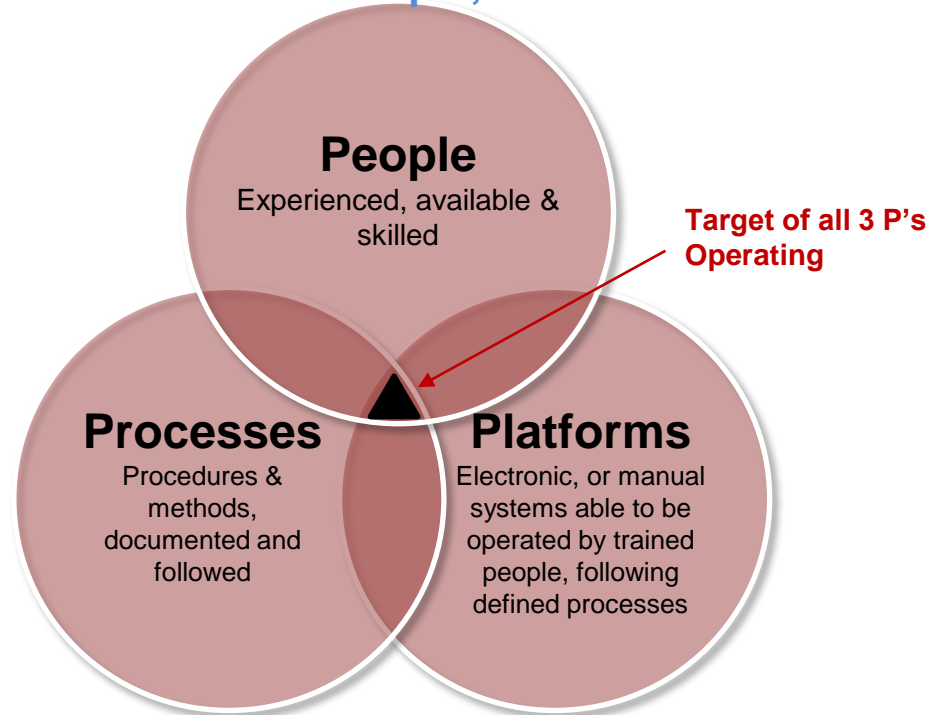 People
Experienced, available &
skilled
Target of all 3 P's
Operating
Processes
Procedures &
methods,
documented and
followed
Platforms
Electronic, or manual
systems able to be
operated by trained
people, following
defined processes